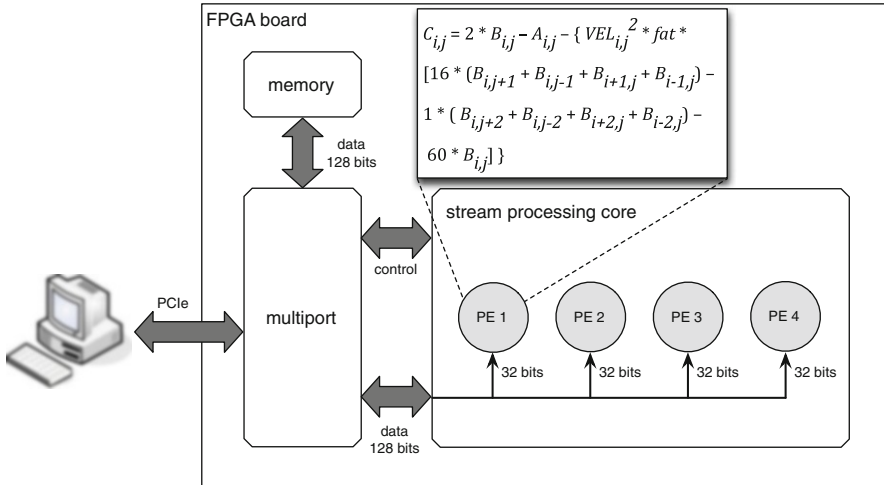 FPGA board
C_{i,j} = 2 * B_{i,j} – A_{i,j} – { VEL_{i,j}^2 * fat *
[16 * (B_{i,j+1} + B_{i,j-1} + B_{i+1,j} + B_{i-1,j}) –
1 * ( B_{i,j+2} + B_{i,j-2} + B_{i+2,j} + B_{i-2,j}) –
60 * B_{i,j}] }
memory
data
128 bits
stream processing core
control
PCIe
multiport
PE 1
PE 2
PE 3
PE 4
32 bits
32 bits
32 bits
32 bits
data
128 bits